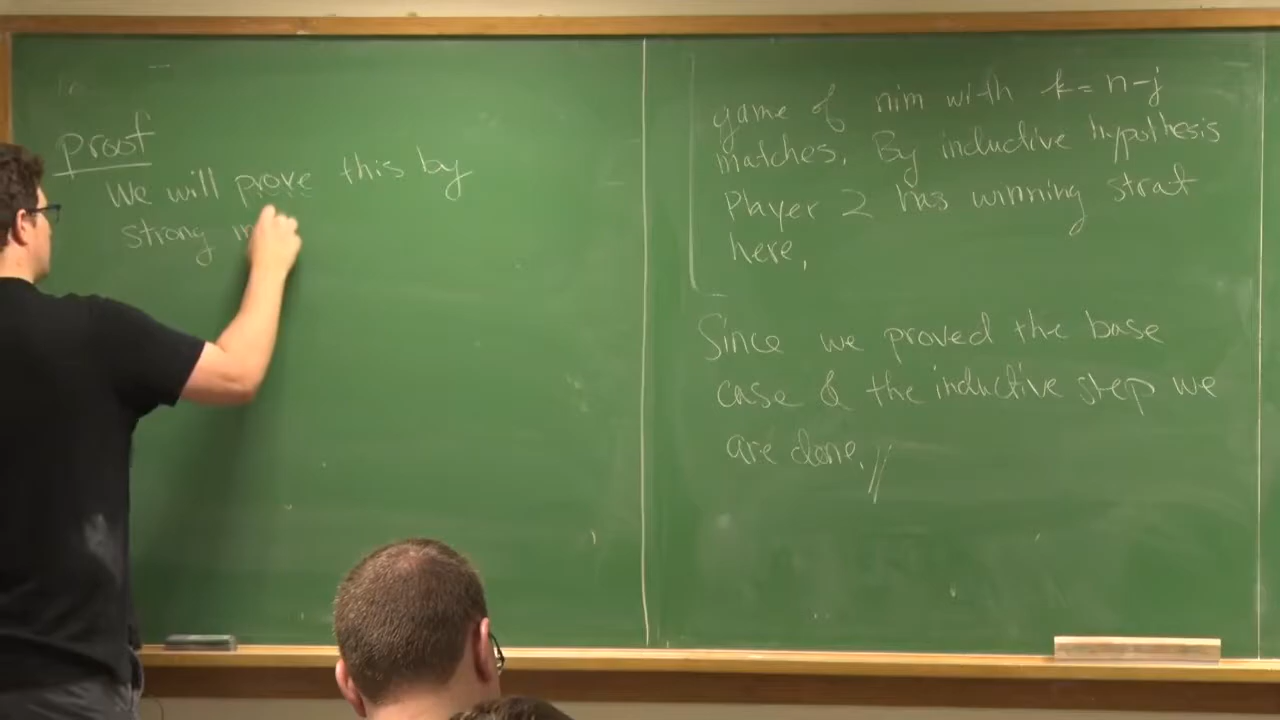 Proof
We will prove this by
strong in
game of nim with k = n-j
matches. By inductive hypothesis
Player 2 has winning strat
here,
Since we proved the base
case & the inductive step we
are done. //